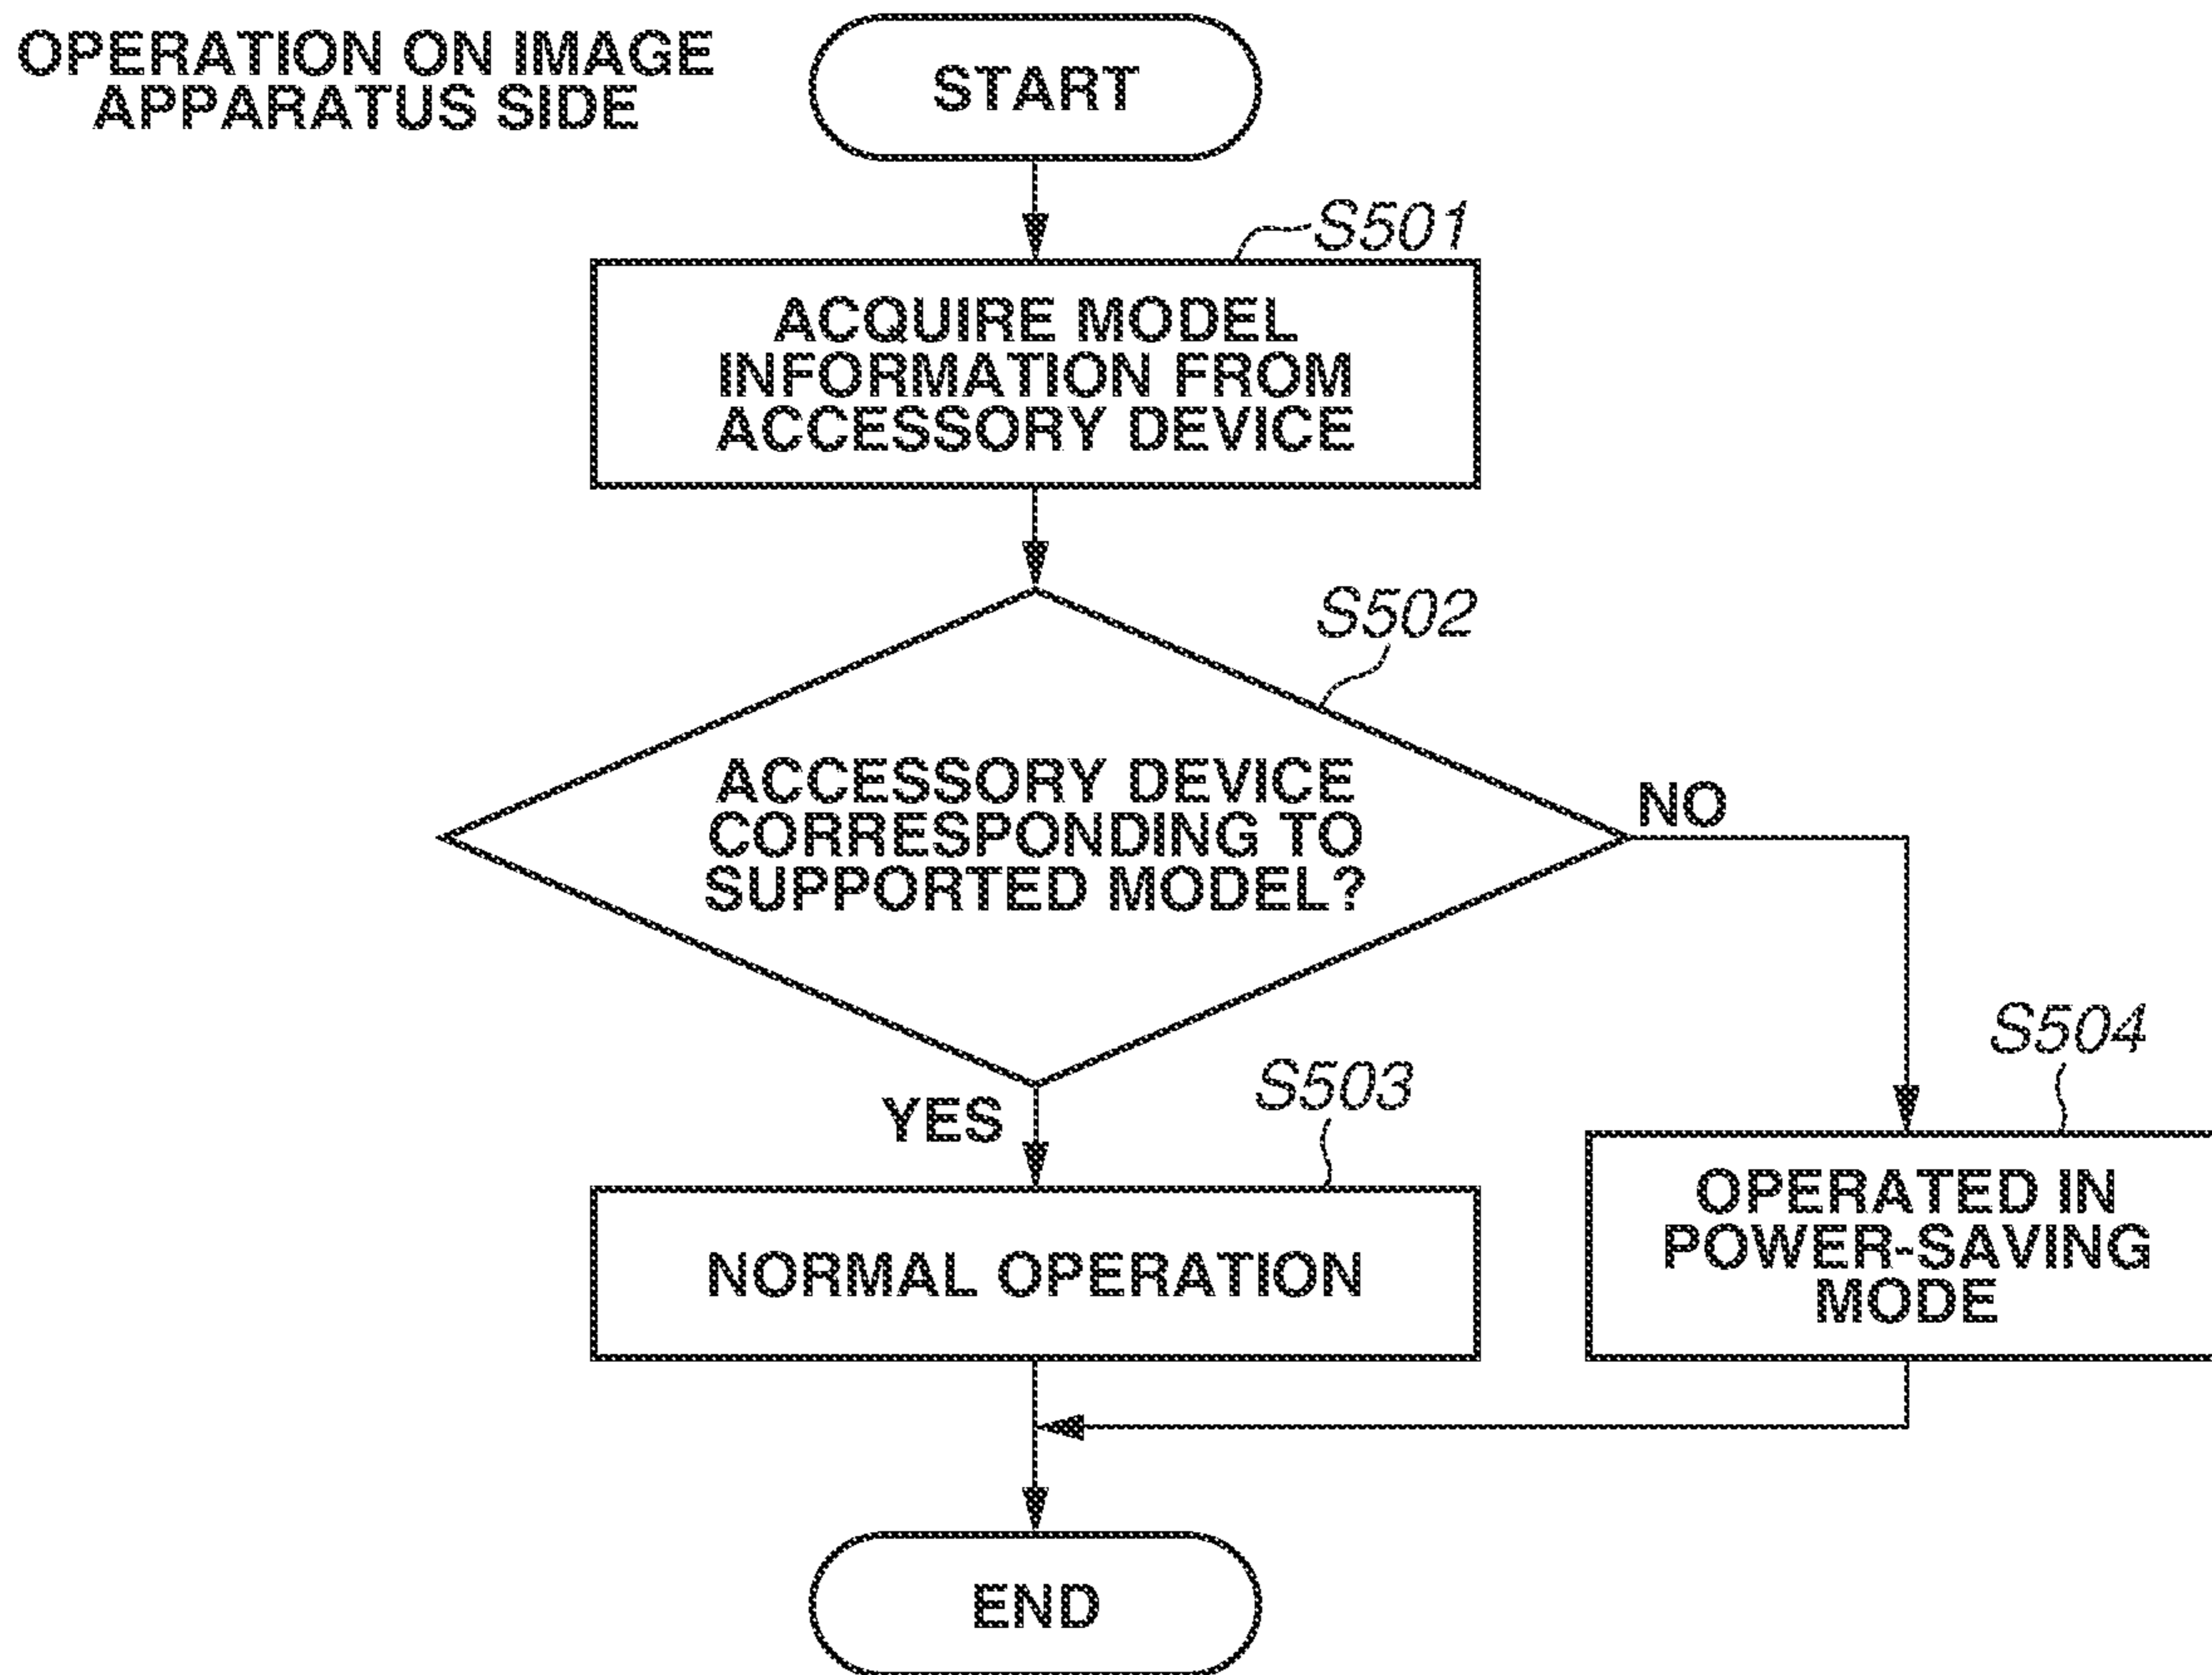 OPERATION ON IMAGE
APPARATUS SIDE
START
S501
ACQUIRE MODEL
INFORMATION FROM
ACCESSORY DEVICE
S502
ACCESSORY DEVICE
CORRESPONDING TO
SUPPORTED MODEL?
NO
YES
S503
NORMAL OPERATION
S504
OPERATED IN
POWER-SAVING
MODE
END